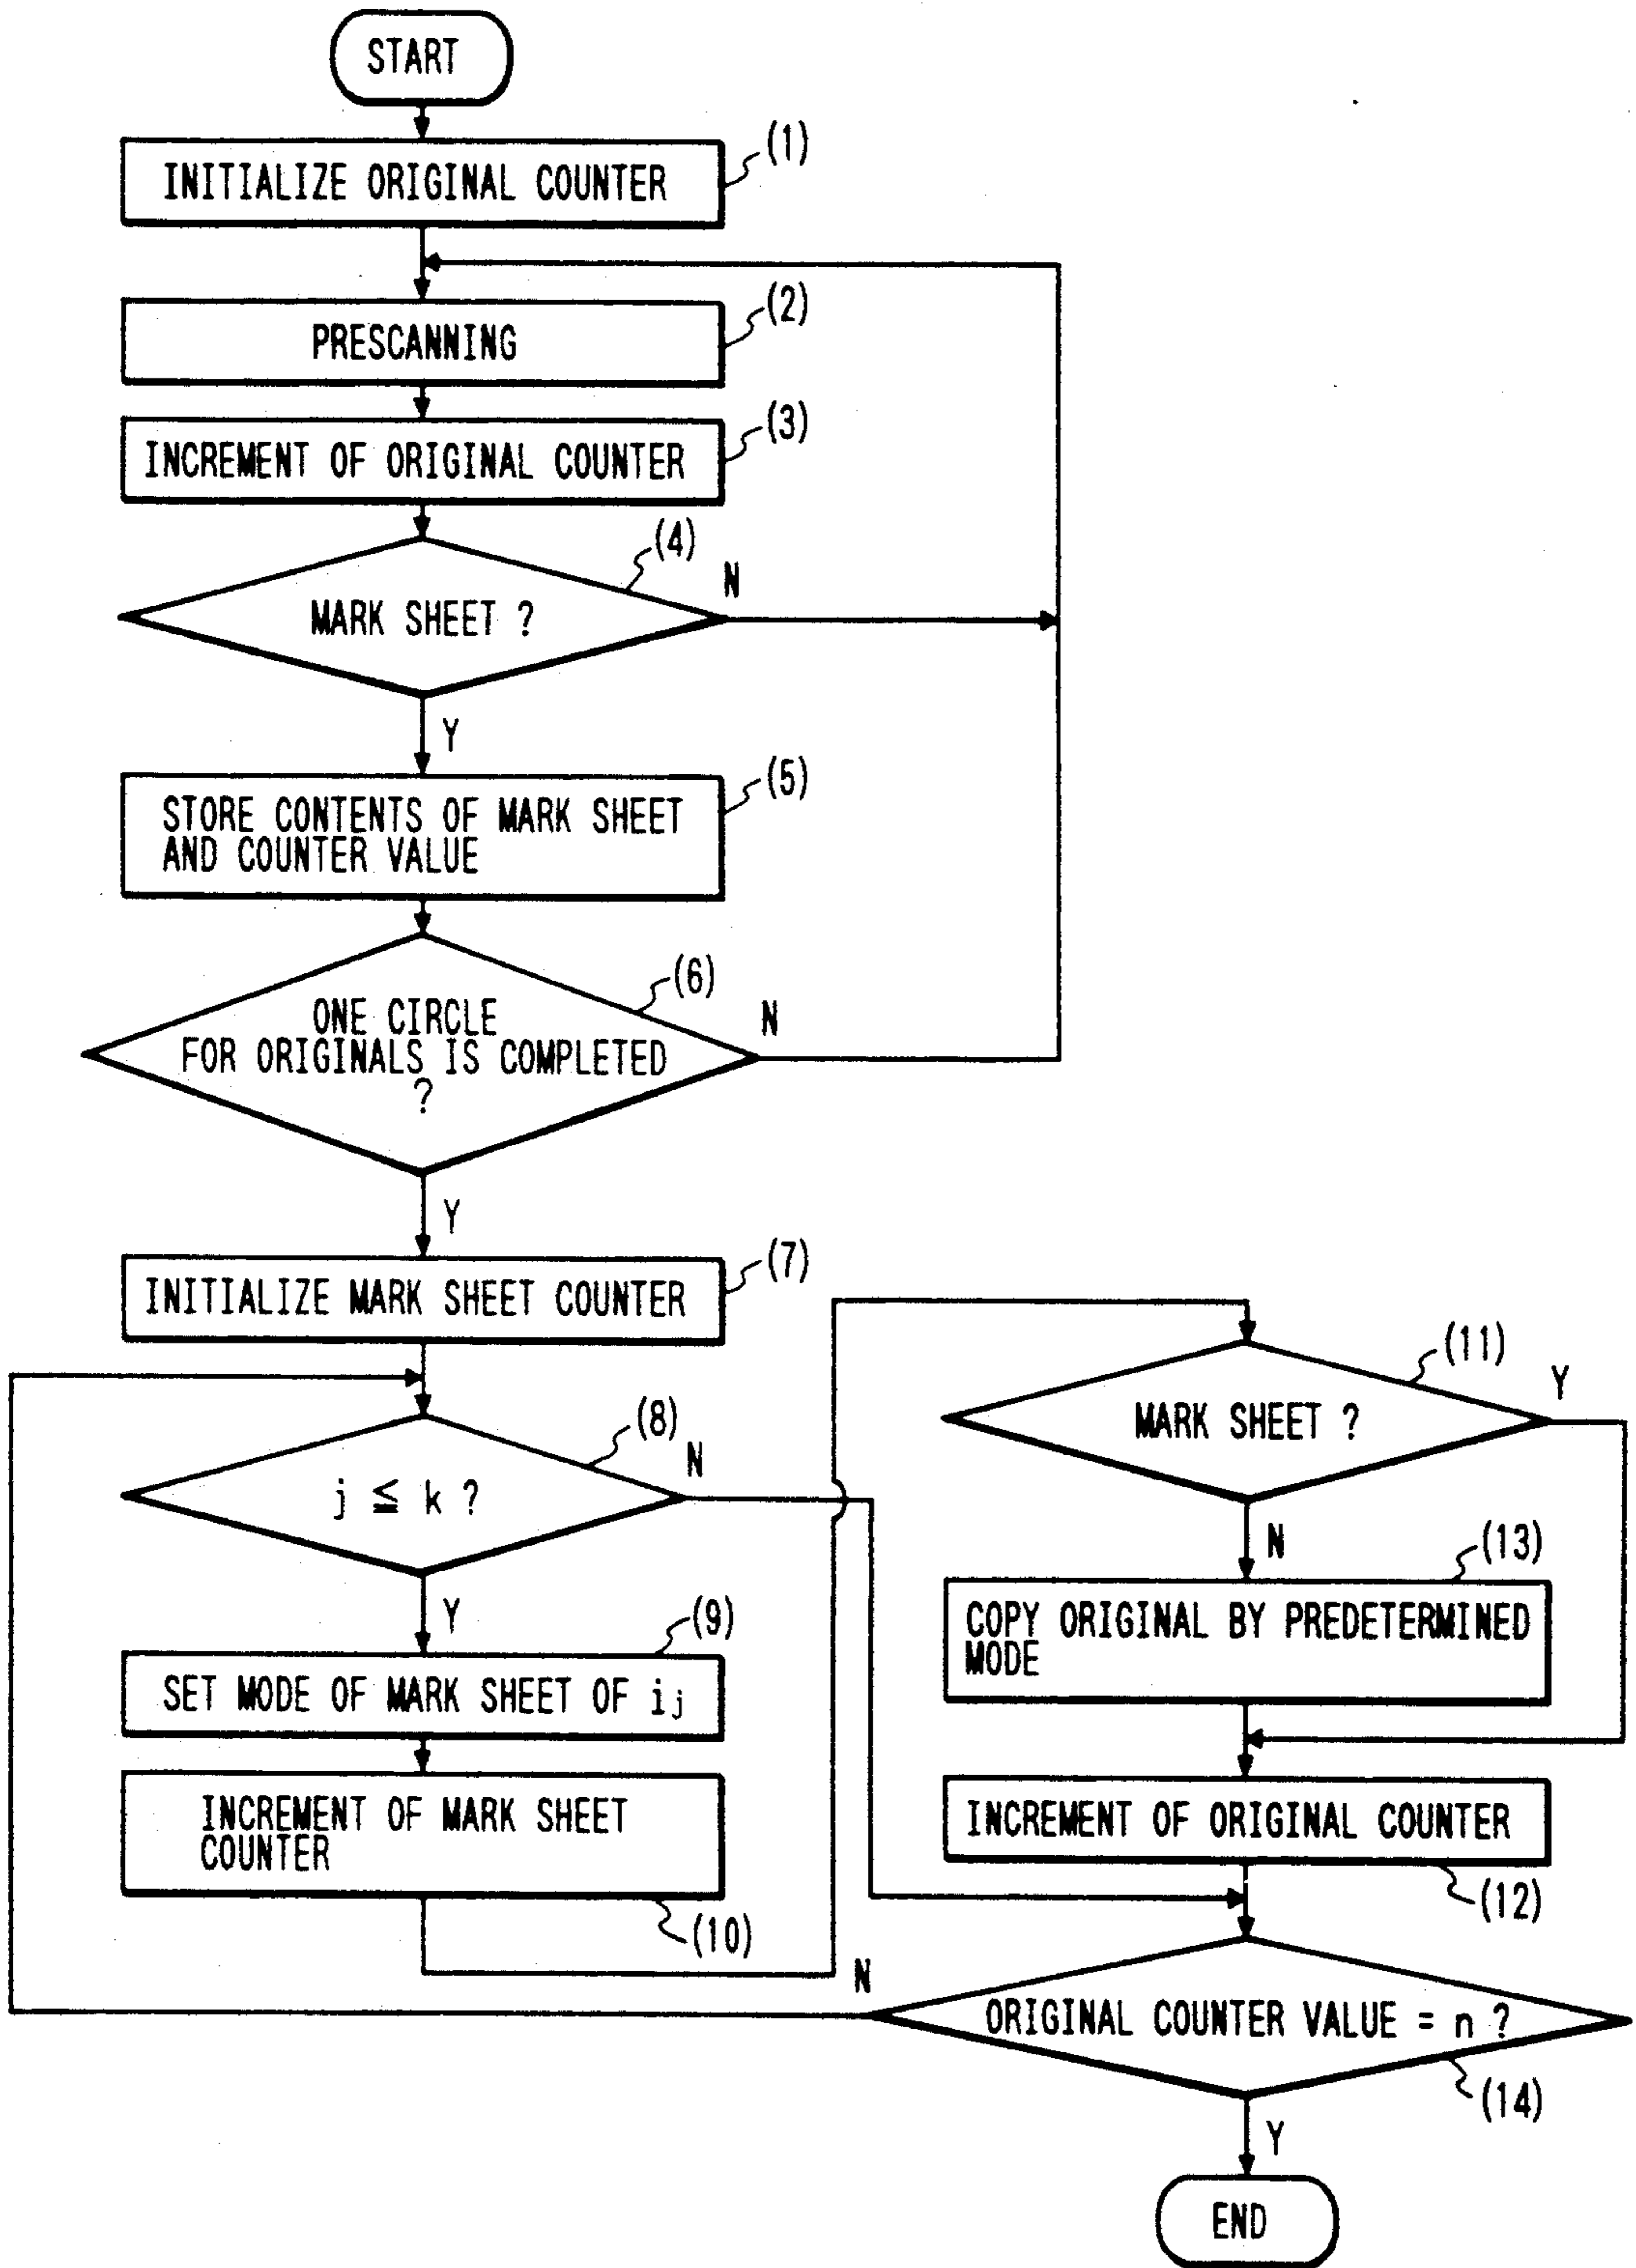 START
INITIALIZE ORIGINAL COUNTER
(1)
PRESCANNING
(2)
INCREMENT OF ORIGINAL COUNTER
(3)
MARK SHEET ?
(4)
N
Y
STORE CONTENTS OF MARK SHEET
AND COUNTER VALUE
(5)
ONE CIRCLE
FOR ORIGINALS IS COMPLETED
?
(6)
N
Y
INITIALIZE MARK SHEET COUNTER
(7)
j ≦ k ?
(8)
N
Y
SET MODE OF MARK SHEET OF ij
(9)
INCREMENT OF MARK SHEET
COUNTER
(10)
MARK SHEET ?
(11)
Y
N
COPY ORIGINAL BY PREDETERMINED
MODE
(13)
INCREMENT OF ORIGINAL COUNTER
(12)
ORIGINAL COUNTER VALUE = n ?
(14)
N
Y
END